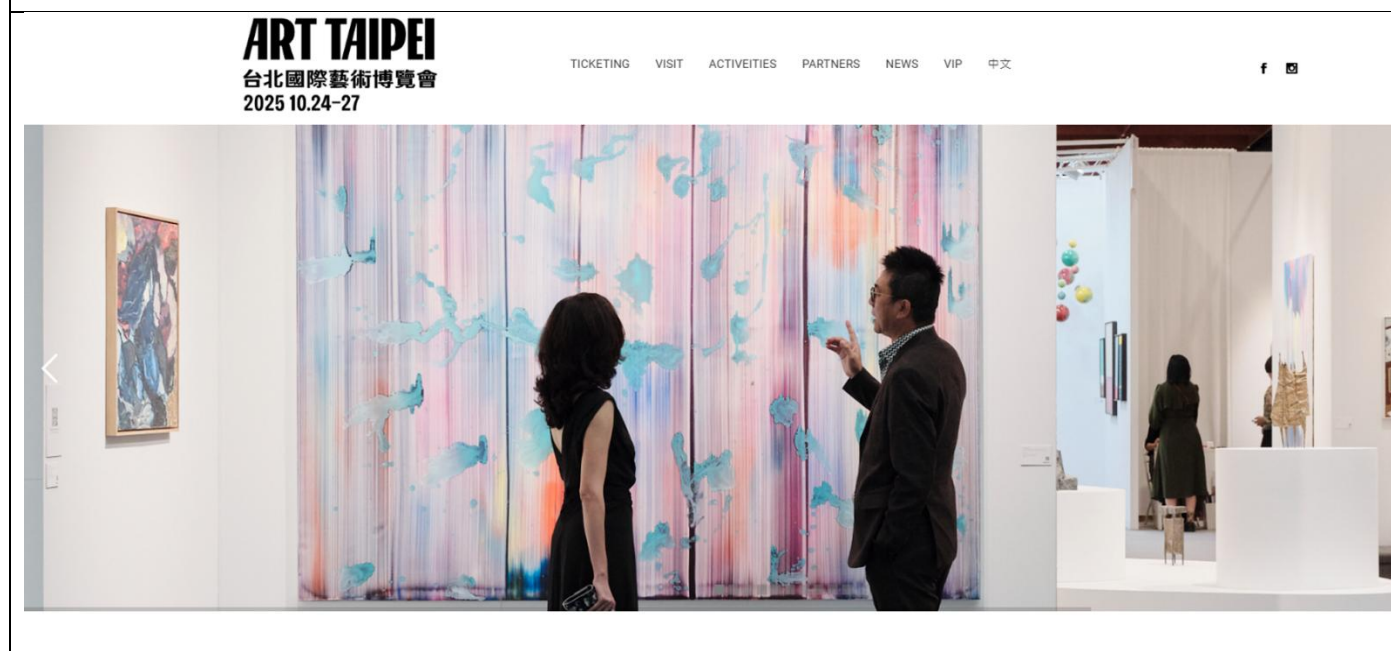 ART TAIPEI
台北國際藝術博覽會
2025 10.24-27
TICKETING VISIT ACTIVEITIES PARTNERS NEWS VIP 中文